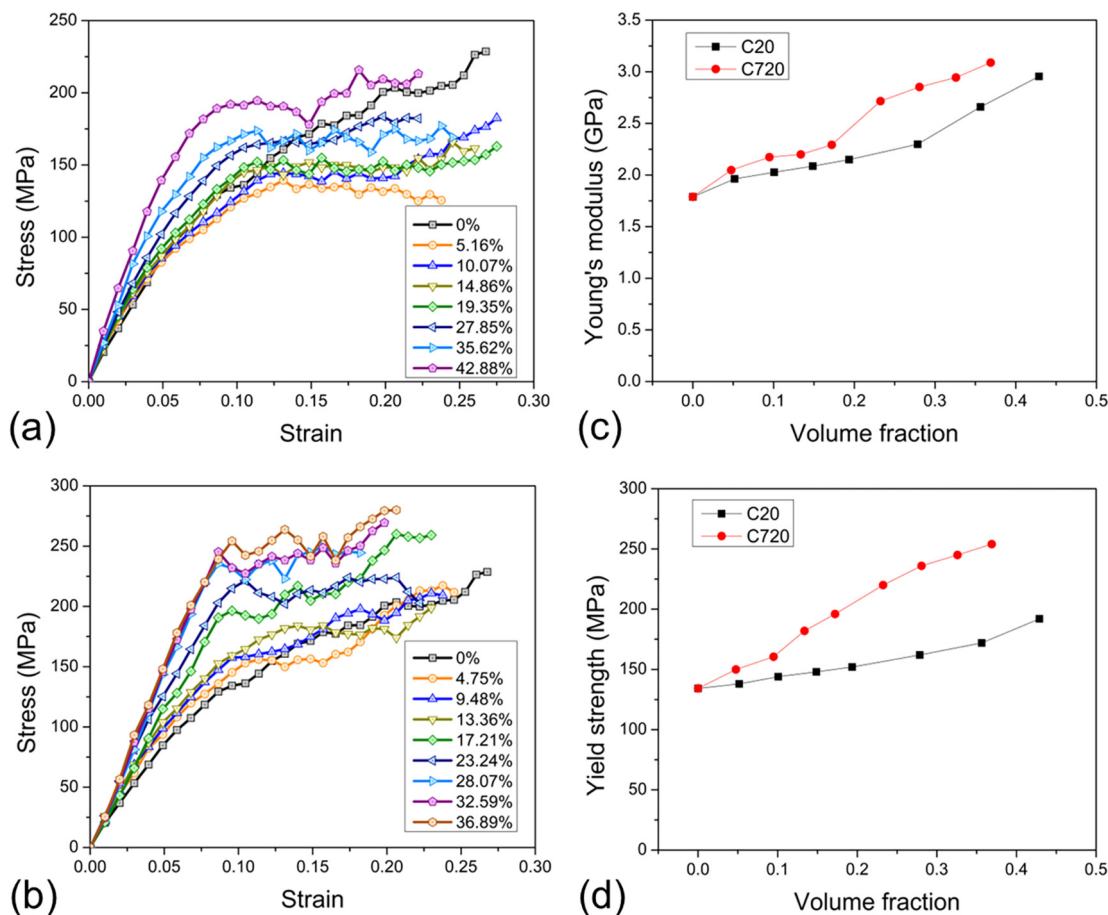 250
200
150
100
50
0
0.00 0.05 0.10 0.15 0.20 0.25 0.30
Stress (MPa)
Strain
0%
5.16%
10.07%
14.86%
19.35%
27.85%
35.62%
42.88%
(a)
3.5
3.0
2.5
2.0
1.5
1.0
0.5
0.0
0.0 0.1 0.2 0.3 0.4 0.5
Young's modulus (GPa)
Volume fraction
C20
C720
(c)
300
250
200
150
100
50
0
0.00 0.05 0.10 0.15 0.20 0.25 0.30
Stress (MPa)
Strain
0%
4.75%
9.48%
13.36%
17.21%
23.24%
28.07%
32.59%
36.89%
(b)
300
250
200
150
100
50
0
0.0 0.1 0.2 0.3 0.4 0.5
Yield strength (MPa)
Volume fraction
C20
C720
(d)